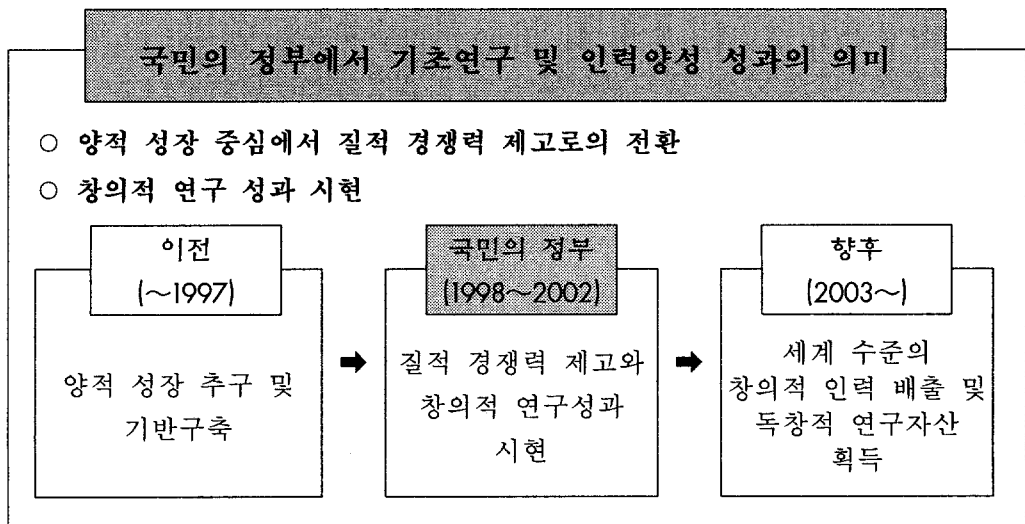 국민의 정부에서 기초연구 및 인력양성 성과의 의미
○ 양적 성장 중심에서 질적 경쟁력 제고로의 전환
○ 창의적 연구 성과 시현
이전
(~1997)
양적 성장 추구 및
기반구축
국민의 정부
(1998~2002)
질적 경쟁력 제고와
창의적 연구성과
시현
향후
(2003~)
세계 수준의
창의적 인력 배출 및
독창적 연구자산
획득